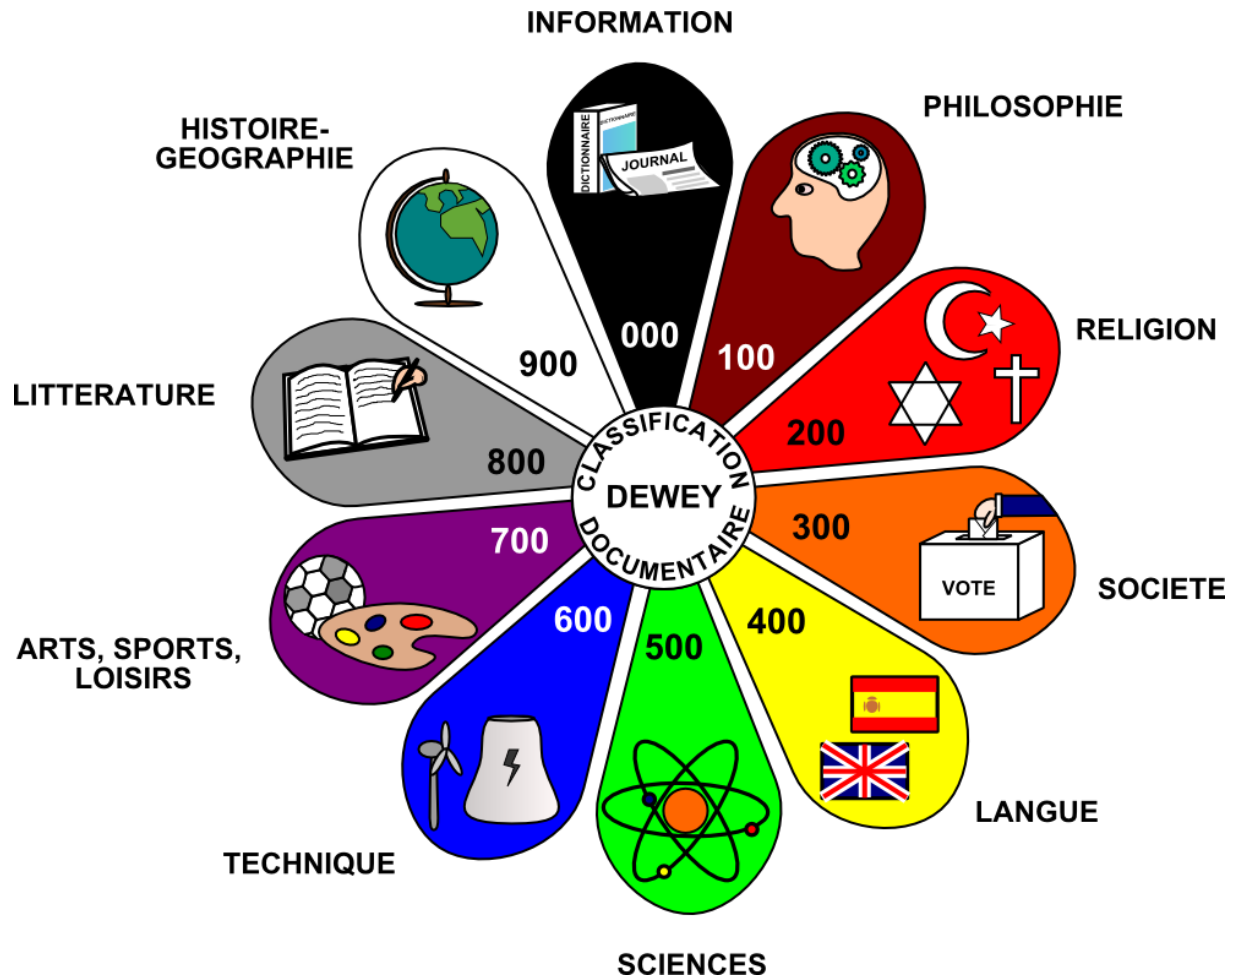 INFORMATION
DICTIONNAIRE
DICTIONNAIRE
JOURNAL
000
PHILOSOPHIE
100
RELIGION
200
SOCIETE
300
VOTE
LANGUE
400
SCIENCES
500
TECHNIQUE
600
ARTS, SPORTS,
LOISIRS
700
LITTERATURE
800
HISTOIRE-
GEOGRAPHIE
900
CLASSIFICATION
DEWEY
DOCUMENTAIRE